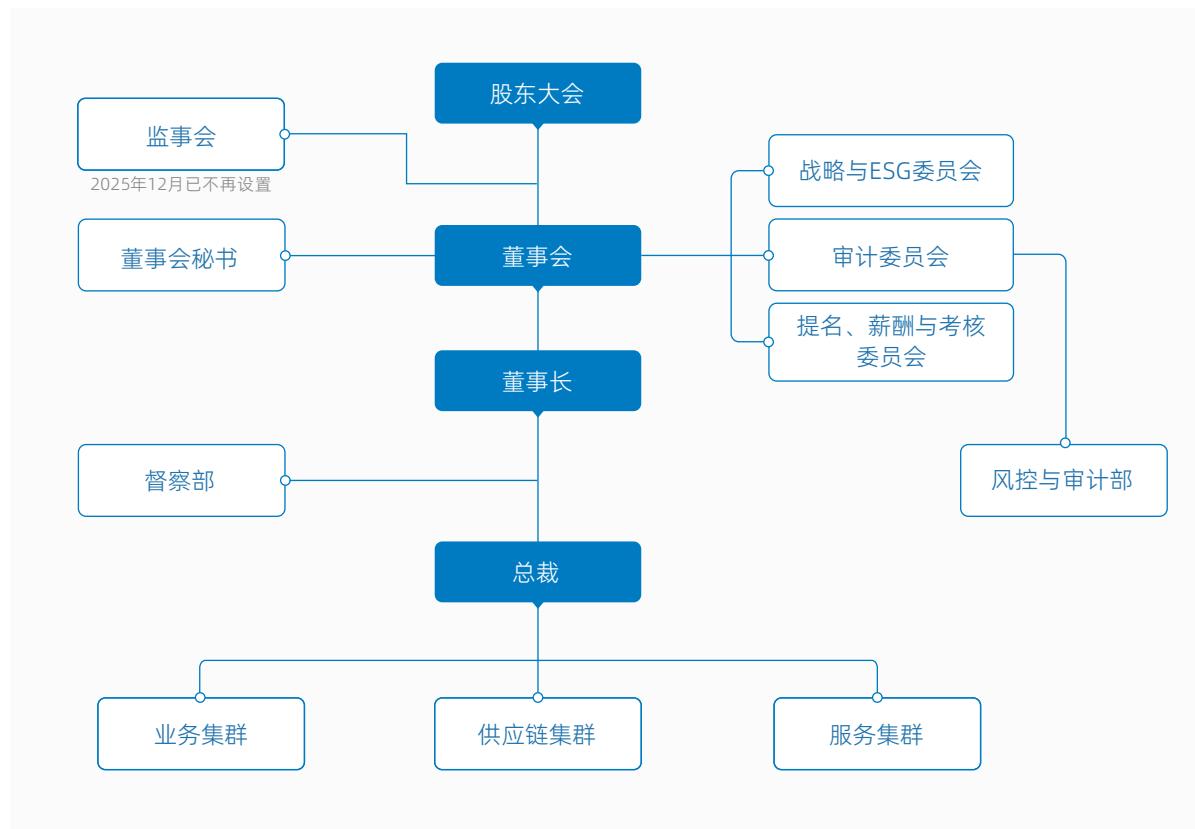 股东大会
监事会
2025年12月已不再设置
战略与ESG委员会
董事会秘书
董事会
审计委员会
提名、薪酬与考核
委员会
董事长
督察部
风控与审计部
总裁
业务集群
供应链集群
服务集群